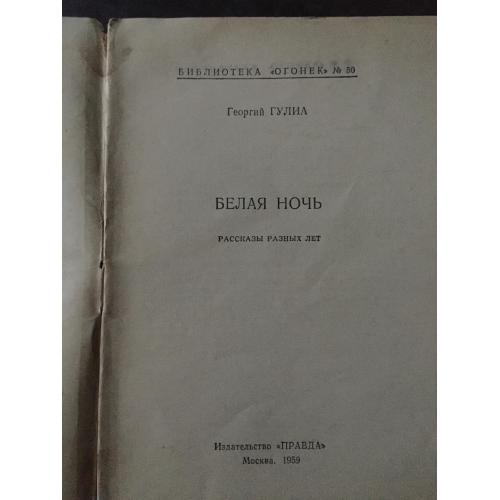 БИБЛИОТЕКА «ОГОНЕК» № 50
Георгий ГУЛИА
БЕЛАЯ НОЧЬ
РАССКАЗЫ РАЗНЫХ ЛЕТ
Издательство «ПРАВДА»
Москва. 1959